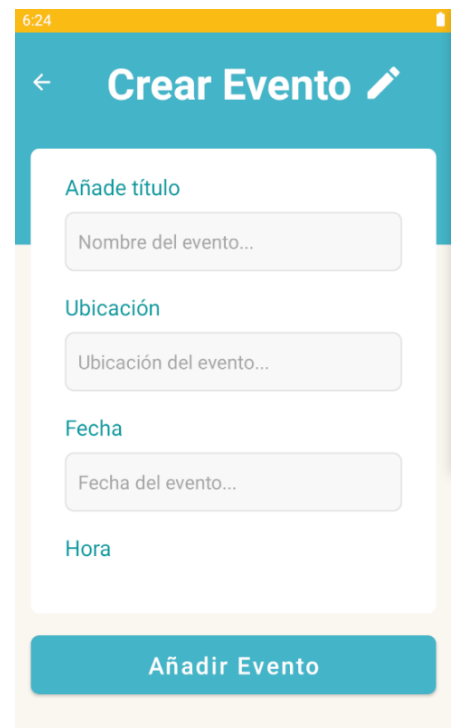 6:24
Crear Evento
Añade título
Nombre del evento...
Ubicación
Ubicación del evento...
Fecha
Fecha del evento...
Hora
Añadir Evento